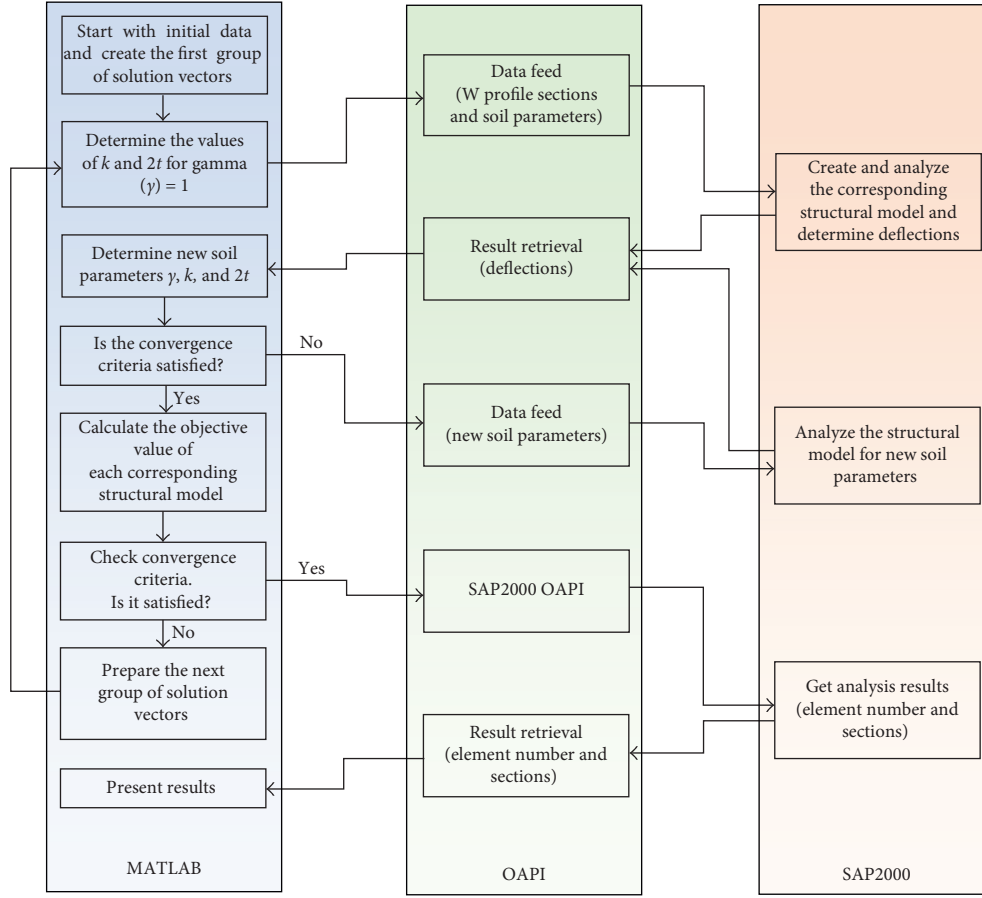 Start with initial data
and create the first group
of solution vectors
Determine the values
of k and 2t for gamma
(γ) = 1
Determine new soil
parameters γ, k, and 2t
Is the convergence
criteria satisfied?
No
Yes
Calculate the objective
value of
each corresponding
structural model
Check convergence
criteria.
Is it satisfied?
Yes
No
Prepare the next
group of solution
vectors
Present results
MATLAB
Data feed
(W profile sections
and soil parameters)
Result retrieval
(deflections)
Data feed
(new soil parameters)
SAP2000 OAPI
Result retrieval
(element number and
sections)
OAPI
Create and analyze
the corresponding
structural model and
determine deflections
Analyze the structural
model for new soil
parameters
Get analysis results
(element number and
sections)
SAP2000